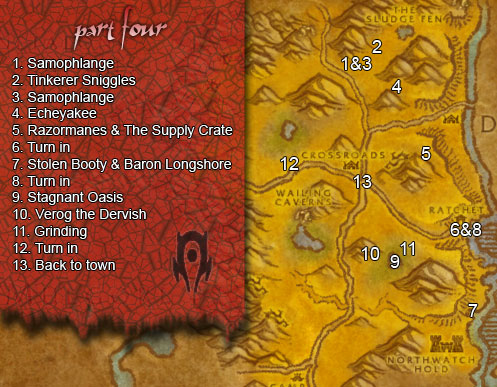 part four
1. Samophlange
2. Tinkerer Sniggles
3. Samophlange
4. Echeyakee
5. Razormanes & The Supply Crate
6. Turn in
7. Stolen Booty & Baron Longshore
8. Turn in
9. Stagnant Oasis
10. Verog the Dervish
11. Grinding
12. Turn in
13. Back to town
THE SLUDGE FEN
2
1&3
4
CROSSROADS
5
12
13
WAILING CAVERNS
RATCHET
6&8
10
11
9
7
NORTHWATCH HOLD
CAMP
D